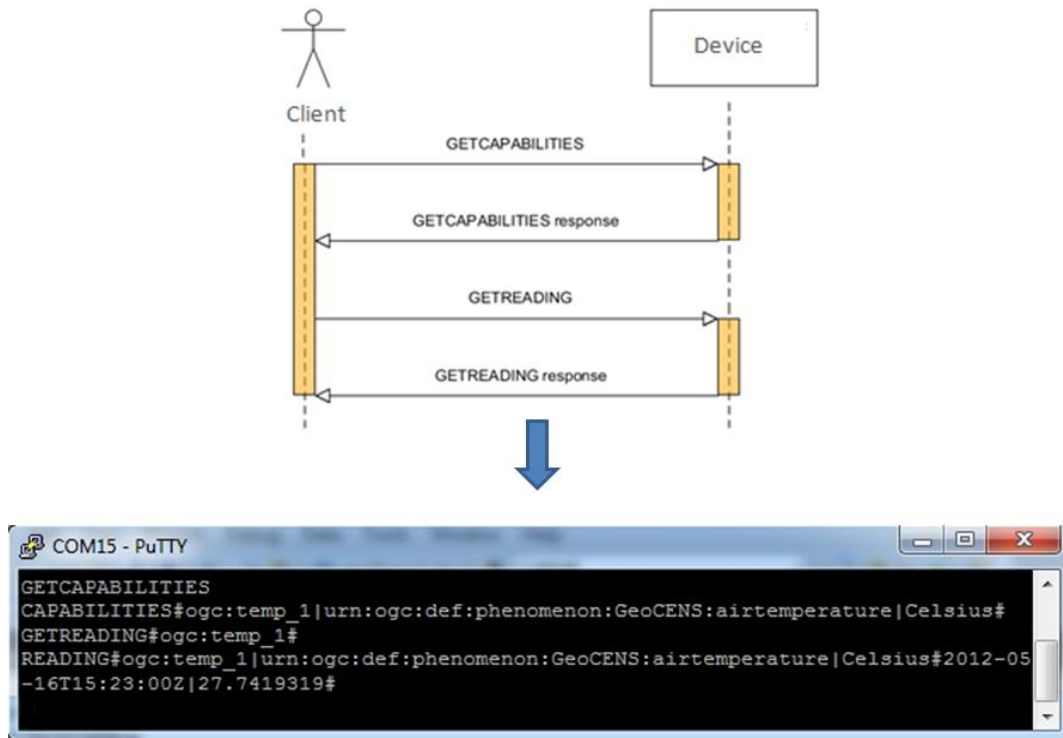 Device
Client
GETCAPABILITIES
GETCAPABILITIES response
GETREADING
GETREADING response
COM15 - PuTTY
GETCAPABILITIES
CAPABILITIES#ogc:temp_1|urn:ogc:def:phenomenon:GeoCENS:airtemperature|Celsius#
GETREADING#ogc:temp_1#
READING#ogc:temp_1|urn:ogc:def:phenomenon:GeoCENS:airtemperature|Celsius#2012-05
-16T15:23:00Z|27.7419319#